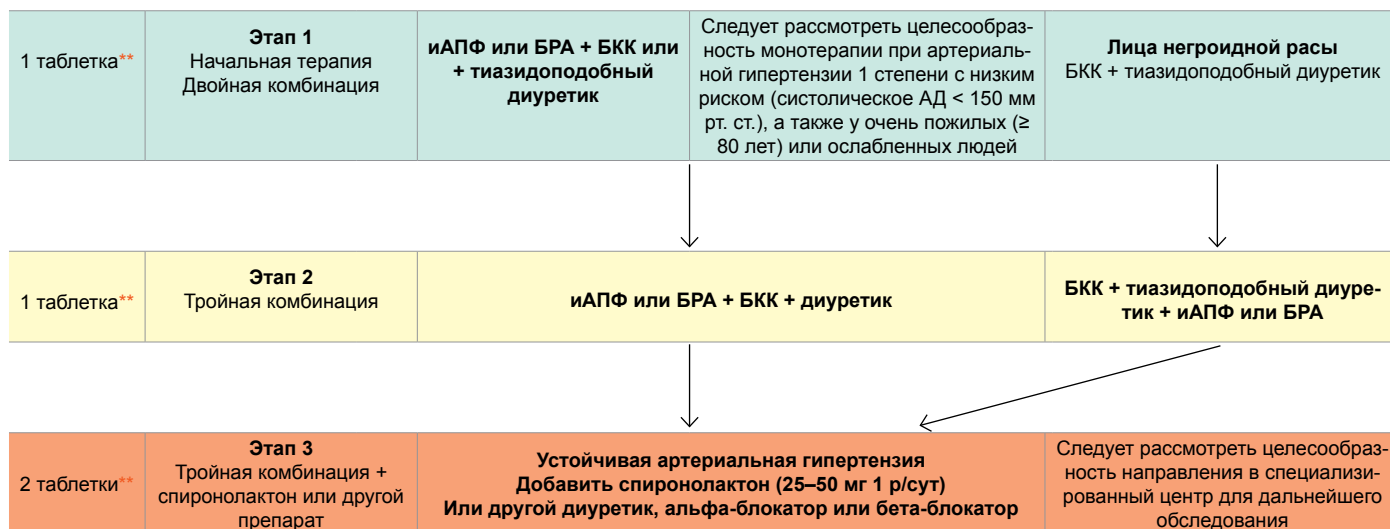 1 таблетка**
Этап 1
Начальная терапия
Двойная комбинация
иАПФ или БРА + БКК или
+ тиазидоподобный
диуретик
Следует рассмотреть целесообраз-
ность монотерапии при артериаль-
ной гипертензии 1 степени с низким
риском (систолическое АД < 150 мм
рт. ст.), а также у очень пожилых (≥
80 лет) или ослабленных людей
Лица негроидной расы
БКК + тиазидоподобный диуретик
1 таблетка**
Этап 2
Тройная комбинация
иАПФ или БРА + БКК + диуретик
БКК + тиазидоподобный диуре-
тик + иАПФ или БРА
2 таблетки**
Этап 3
Тройная комбинация +
спиронолактон или другой
препарат
Устойчивая артериальная гипертензия
Добавить спиронолактон (25–50 мг 1 р/сут)
Или другой диуретик, альфа-блокатор или бета-блокатор
Следует рассмотреть целесообраз-
ность направления в специализи-
рованный центр для дальнейшего
обследования